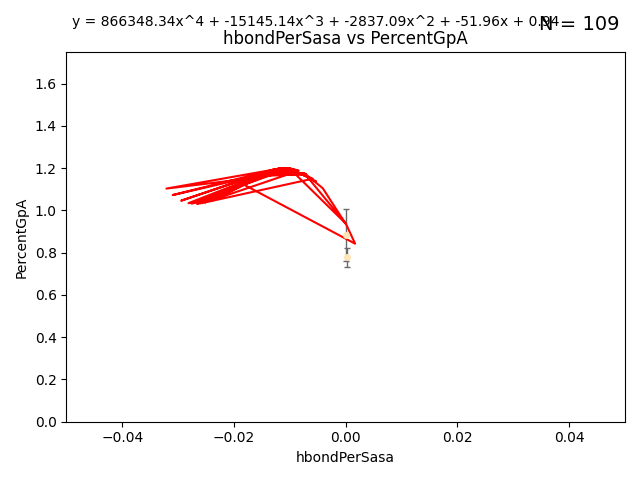 y = 866348.34x^4 + -15145.14x^3 + -2837.09x^2 + -51.96x + 0.94
N = 109
hbondPerSasa vs PercentGpA
1.6
1.4
1.2
1.0
0.8
0.6
0.4
0.2
0.0
PercentGpA
−0.04 −0.02 0.00 0.02 0.04
hbondPerSasa